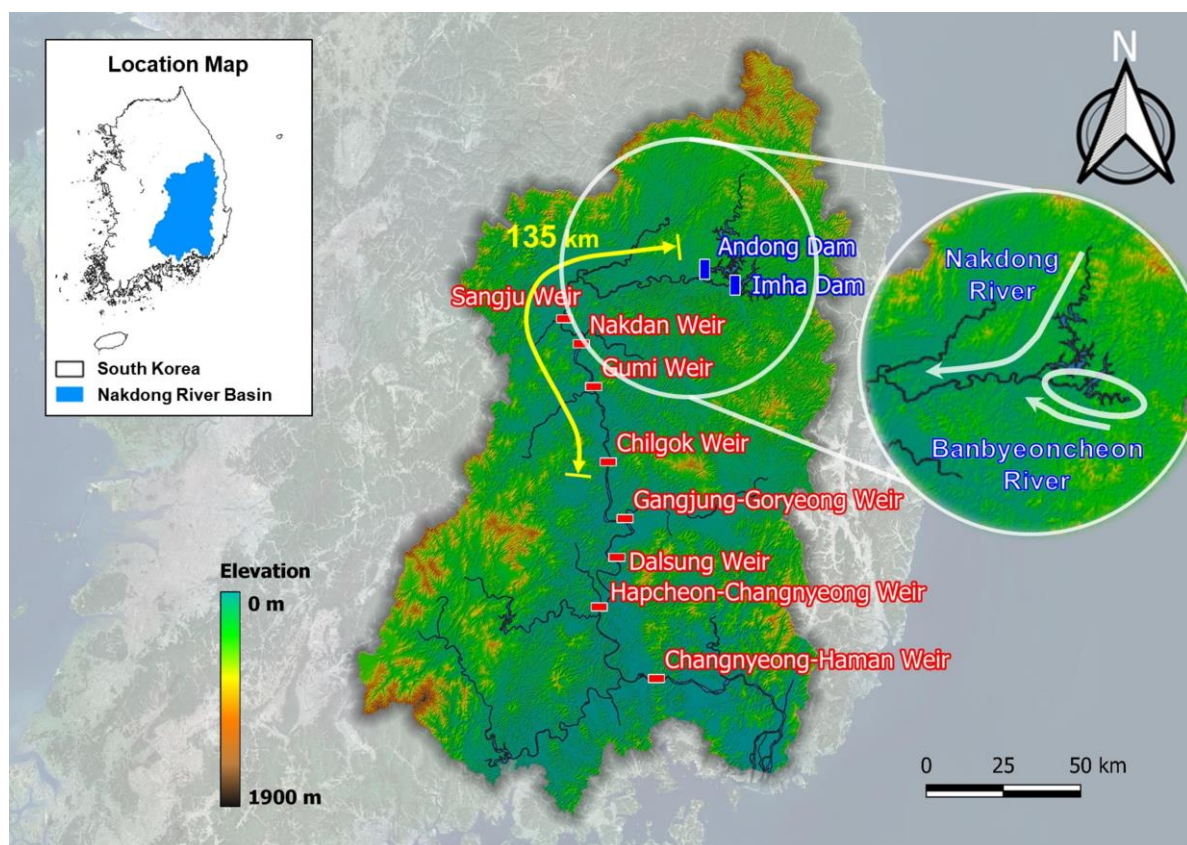 Location Map
South Korea
Nakdong River Basin
N
135 km
Andong Dam
Imha Dam
Sangju Weir
Nakdan Weir
Gumi Weir
Chilgok Weir
Gangjung-Goryeong Weir
Dalsung Weir
Hapcheon-Changnyeong Weir
Changnyeong-Haman Weir
Nakdong
River
Banbyeoncheon
River
Elevation
0 m
1900 m
0 25 50 km